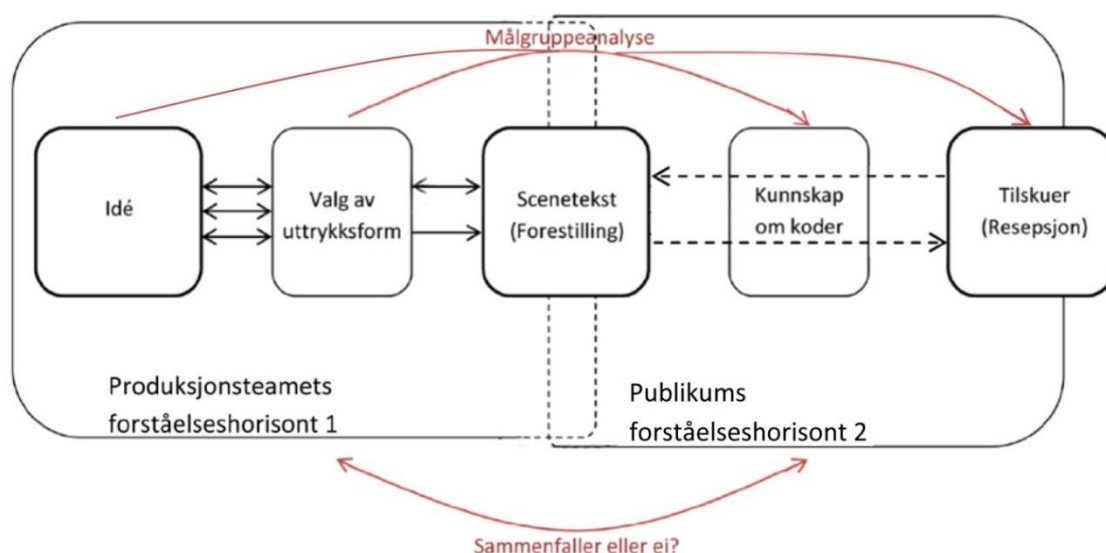 Målgruppeanalyse
Idé
Valg av
uttrykksform
Scenetekst
(Forestilling)
Kunnskap
om koder
Tilskuer
(Resepsjon)
Produksjonsteamets
forståelseshorisont 1
Publikums
forståelseshorisont 2
Sammenfaller eller ei?